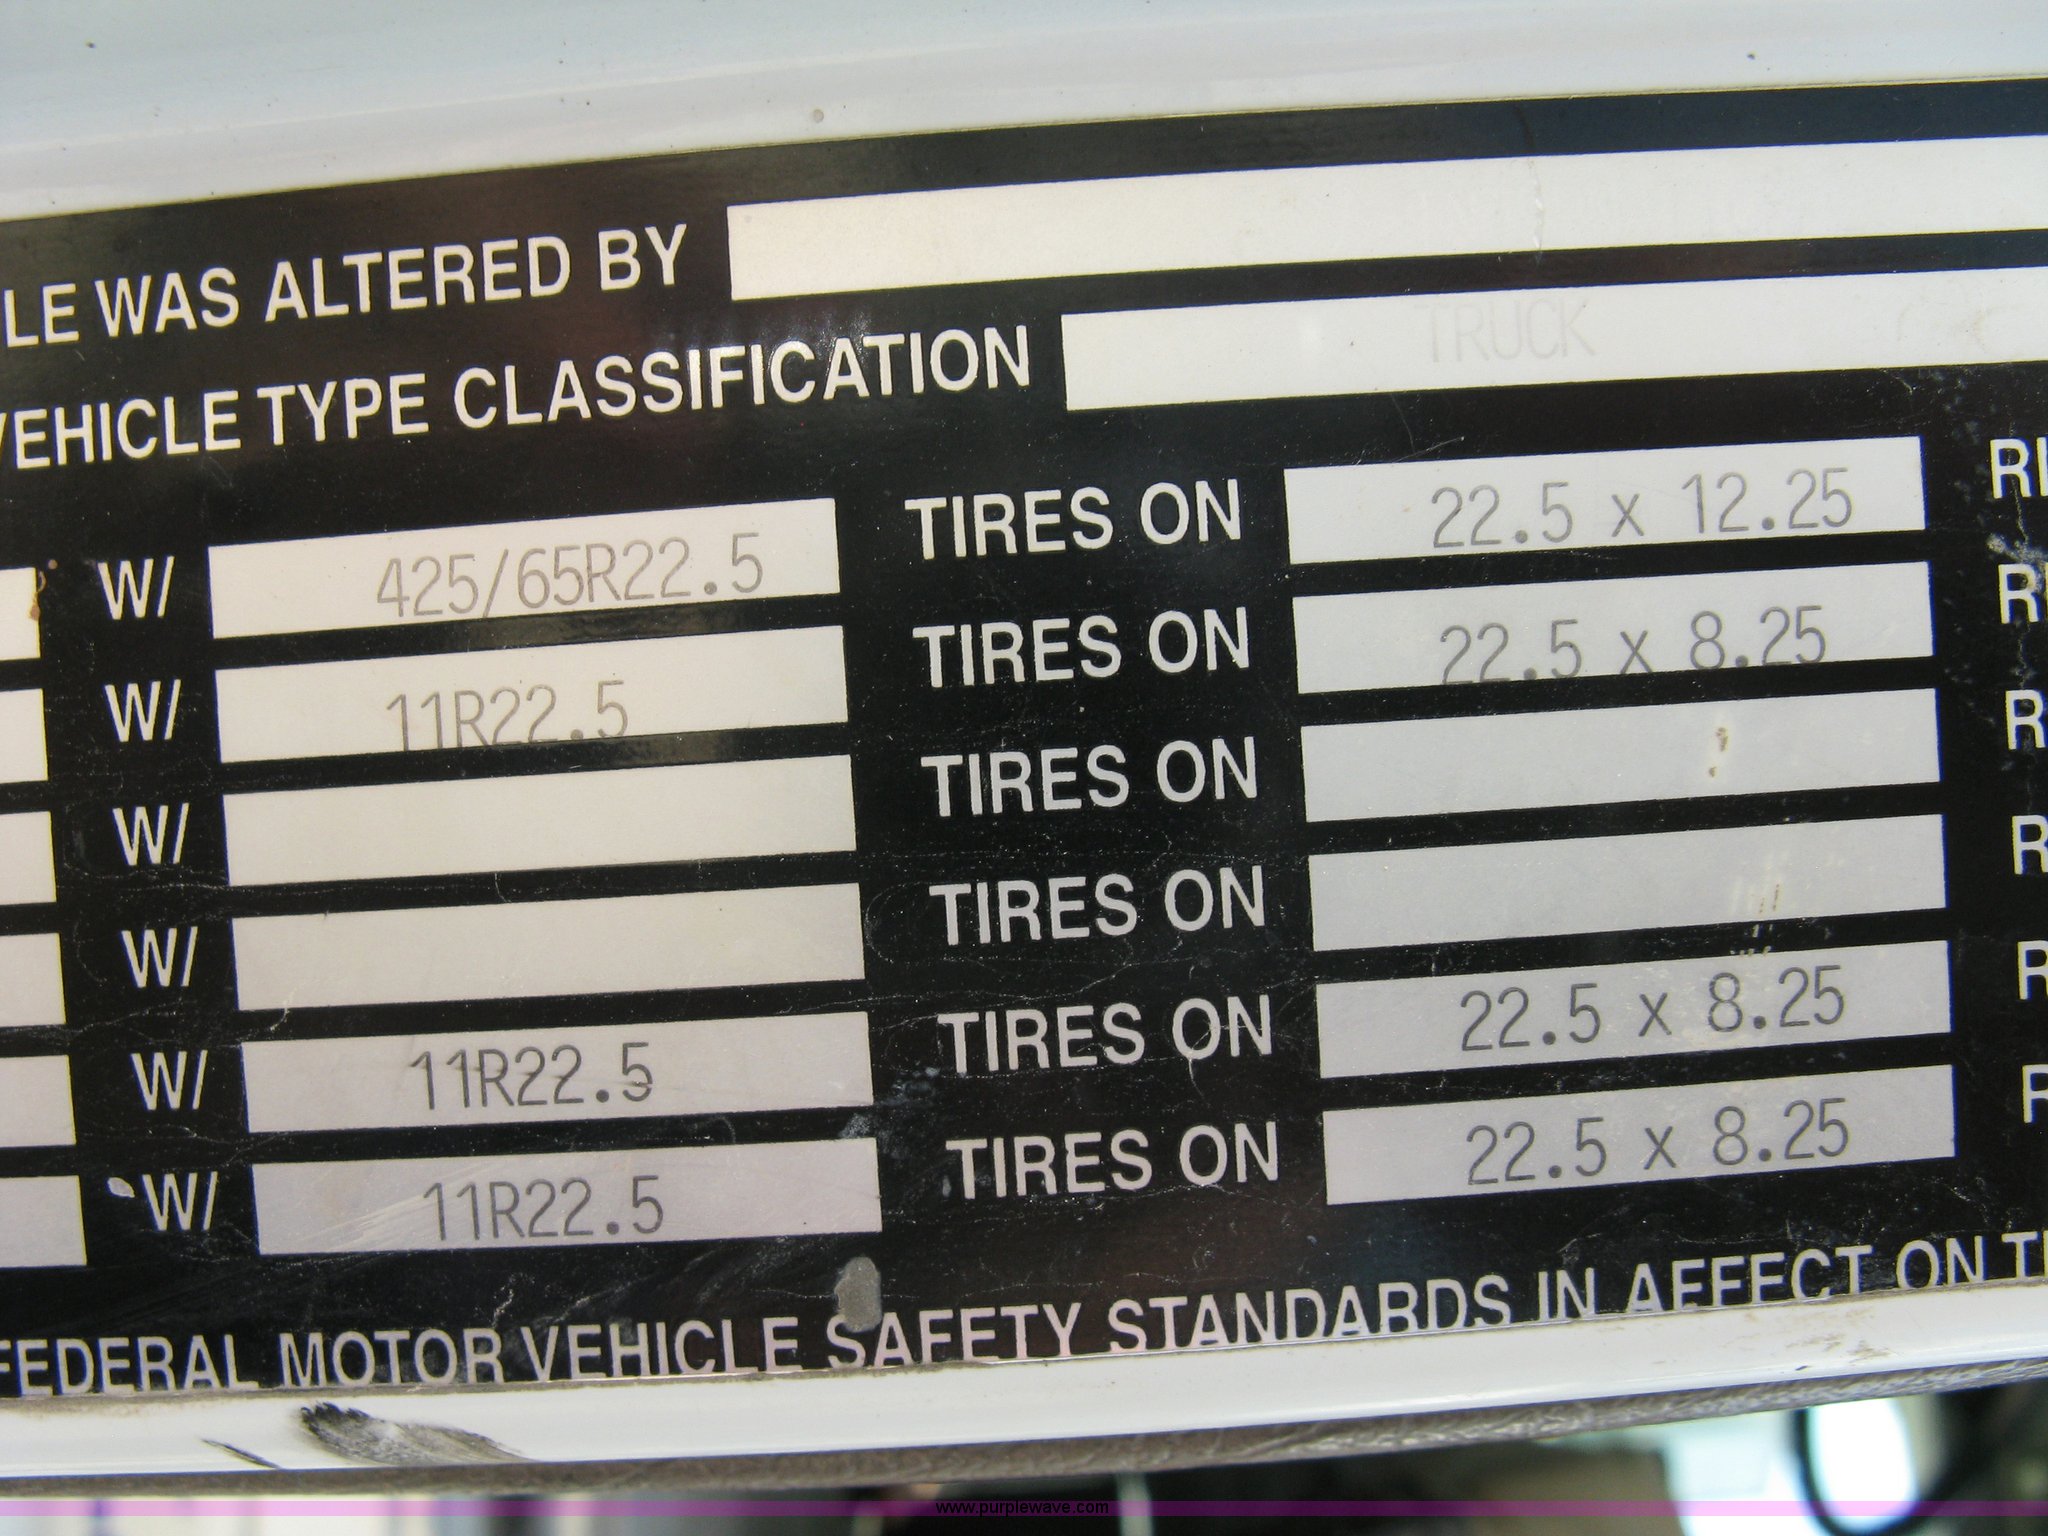 LE WAS ALTERED BY
VEHICLE TYPE CLASSIFICATION TRUCK
W/ 425/65R22.5 TIRES ON 22.5 x 12.25 RI
W/ 11R22.5 TIRES ON 22.5 x 8.25 RI
W/ TIRES ON R
W/ TIRES ON R
W/ 11R22.5 TIRES ON 22.5 x 8.25 R
W/ 11R22.5 TIRES ON 22.5 x 8.25 R
FEDERAL MOTOR VEHICLE SAFETY STANDARDS IN AFFECT ON T
www.purplewave.com